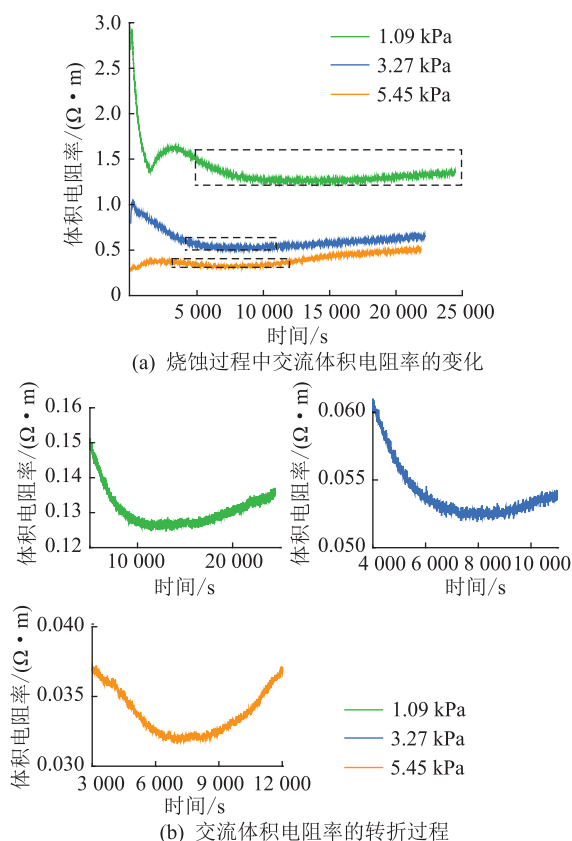 体积电阻率/(Ω·m)
3.0
2.5
2.0
1.5
1.0
0.5
0
5 000 10 000 15 000 20 000 25 000
时间/s
1.09 kPa
3.27 kPa
5.45 kPa
(a) 烧蚀过程中交流体积电阻率的变化
体积电阻率/(Ω·m)
0.16
0.15
0.14
0.13
0.12
10 000 20 000
时间/s
体积电阻率/(Ω·m)
0.060
0.055
0.050
4 000 6 000 8 000 10 000
时间/s
体积电阻率/(Ω·m)
0.040
0.035
0.030
3 000 6 000 9 000 12 000
时间/s
1.09 kPa
3.27 kPa
5.45 kPa
(b) 交流体积电阻率的转折过程